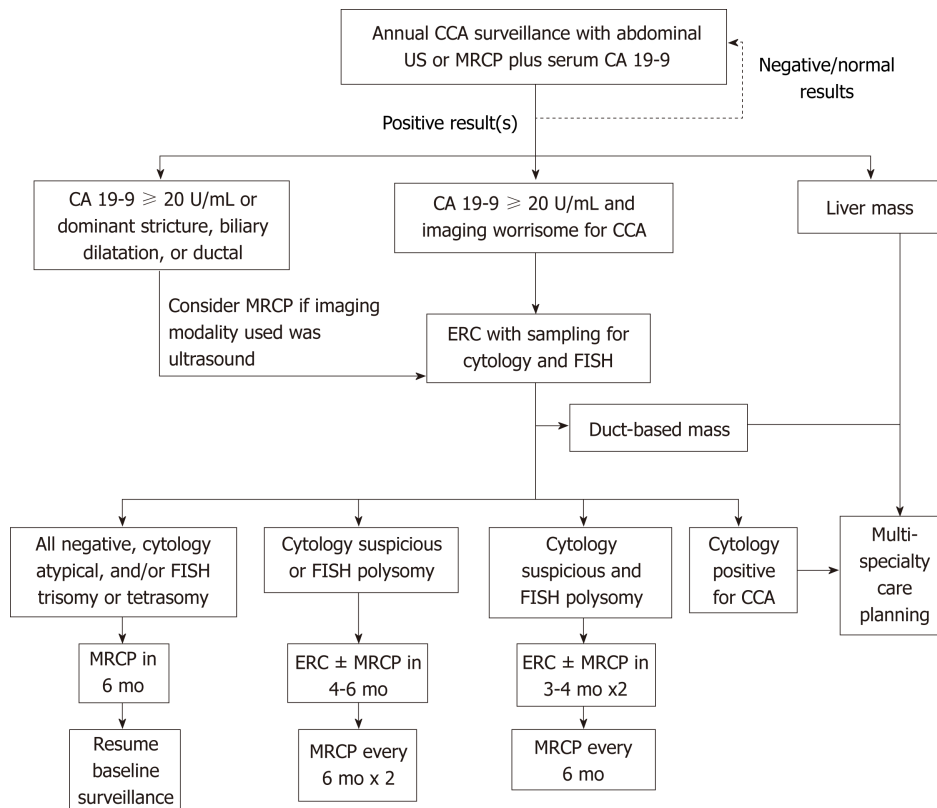 Annual CCA surveillance with abdominal
US or MRCP plus serum CA 19-9
Negative/normal
results
Positive result(s)
CA 19-9 ⩾ 20 U/mL or
dominant stricture, biliary
dilatation, or ductal
CA 19-9 ⩾ 20 U/mL and
imaging worrisome for CCA
Liver mass
Consider MRCP if imaging
modality used was
ultrasound
ERC with sampling for
cytology and FISH
Duct-based mass
All negative, cytology
atypical, and/or FISH
trisomy or tetrasomy
Cytology suspicious
or FISH polysomy
Cytology
suspicious and
FISH polysomy
Cytology
positive
for CCA
Multi-
specialty
care
planning
MRCP in
6 mo
ERC ± MRCP in
4-6 mo
ERC ± MRCP in
3-4 mo x2
Resume
baseline
surveillance
MRCP every
6 mo x 2
MRCP every
6 mo